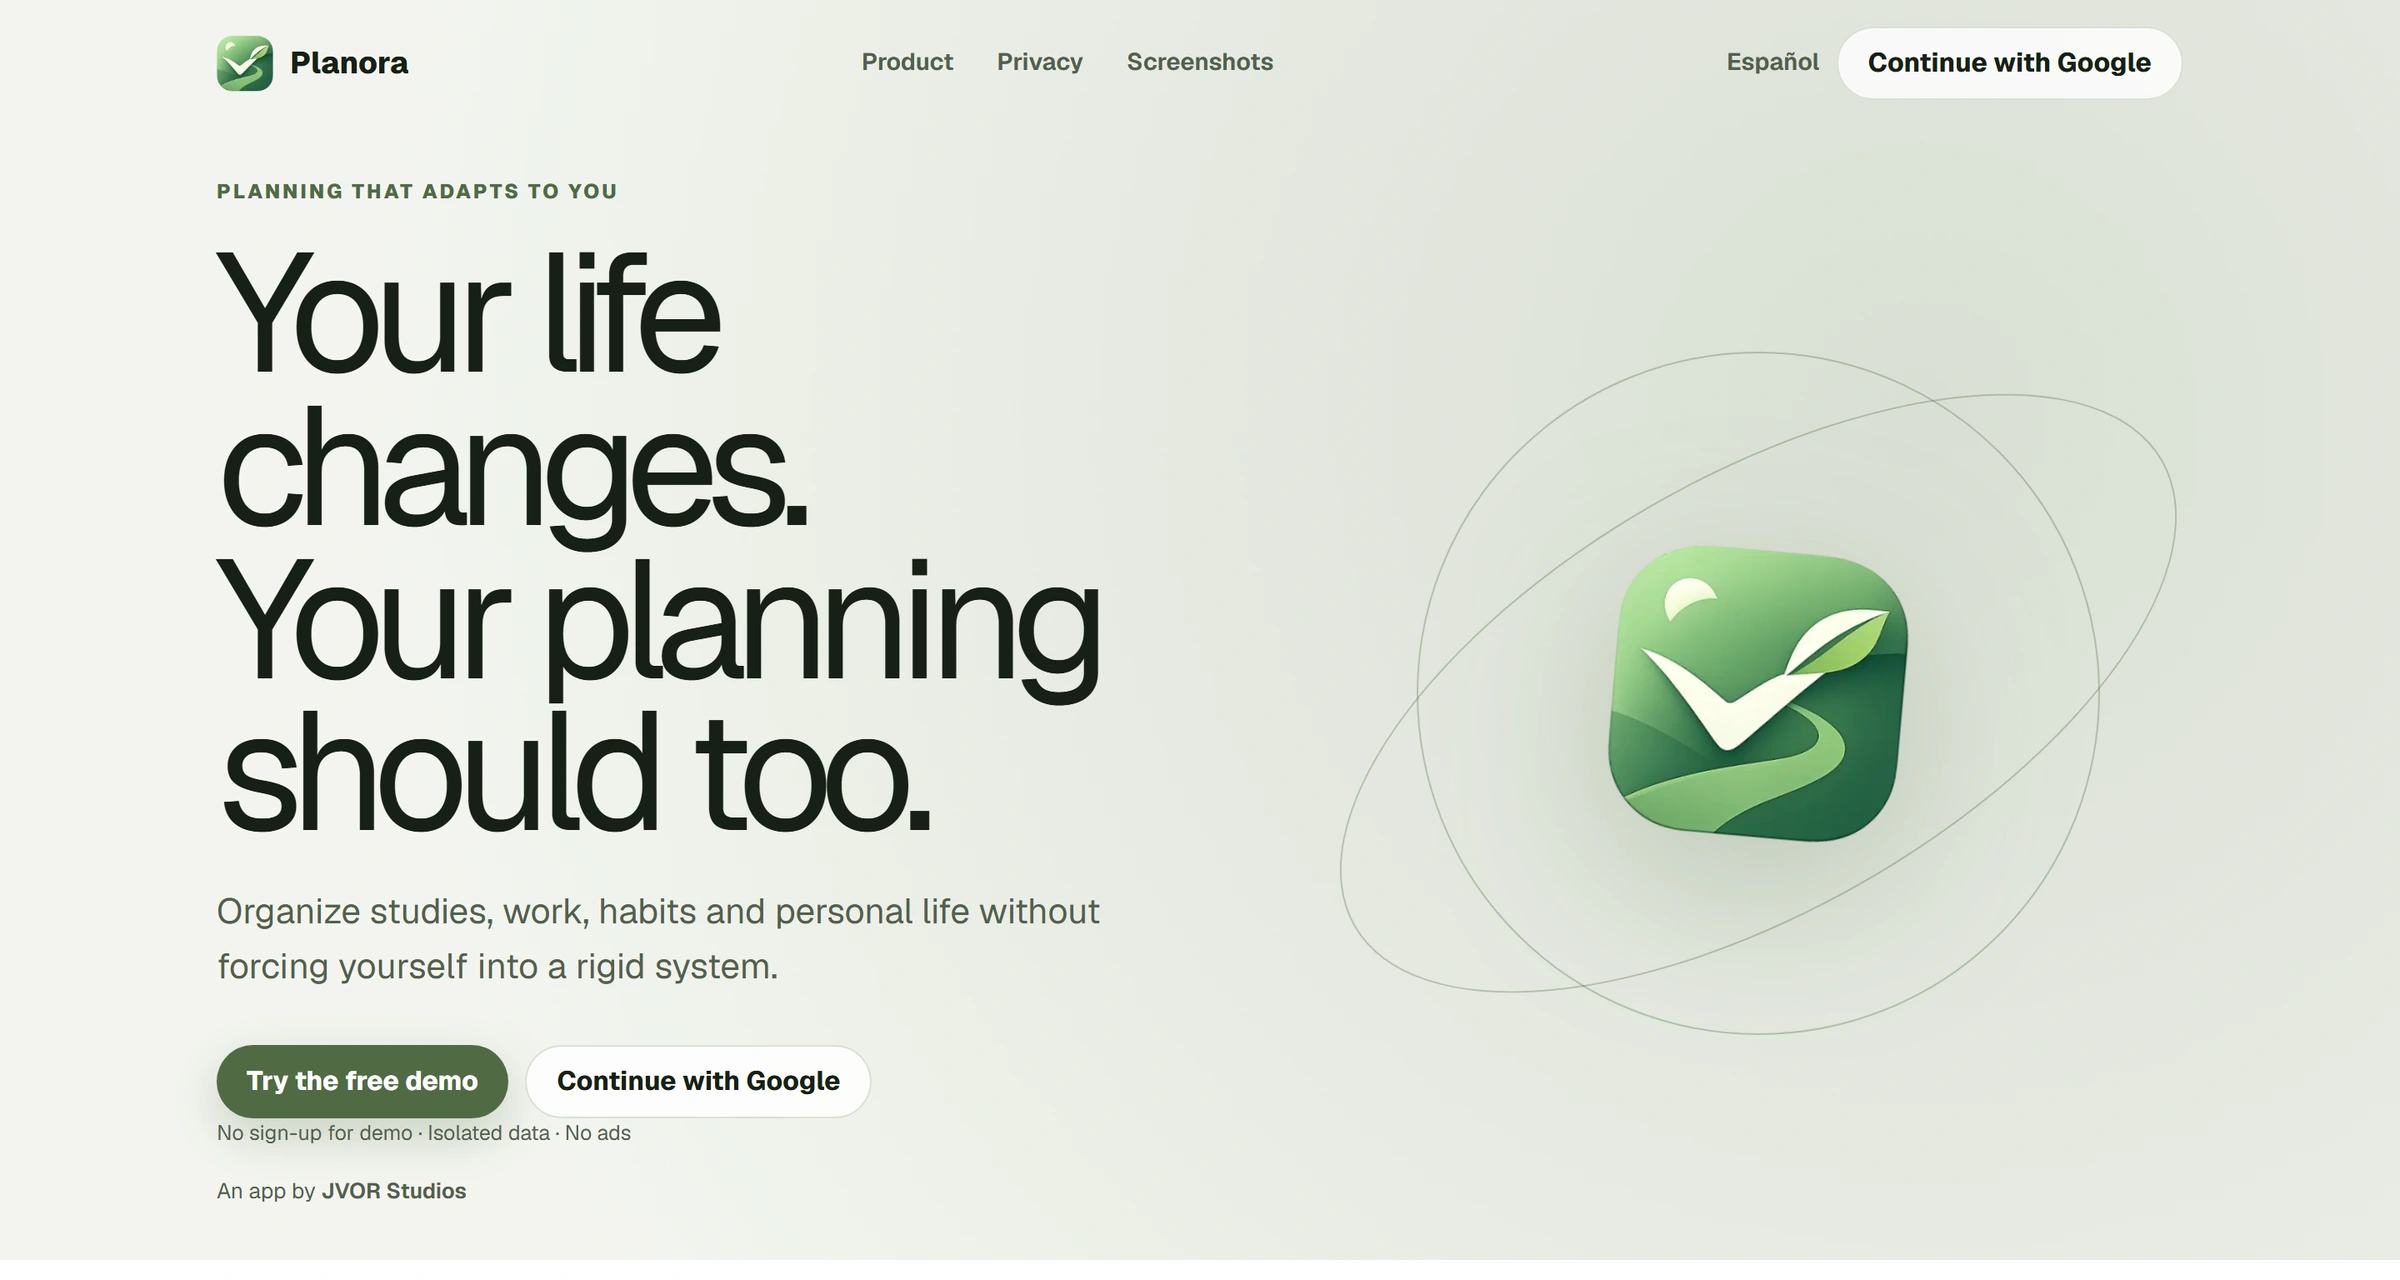 Planora
Product
Privacy
Screenshots
Español
Continue with Google
PLANNING THAT ADAPTS TO YOU
Your life
changes.
Your planning
should too.
Organize studies, work, habits and personal life without
forcing yourself into a rigid system.
Try the free demo
Continue with Google
No sign-up for demo · Isolated data · No ads
An app by JVOR Studios